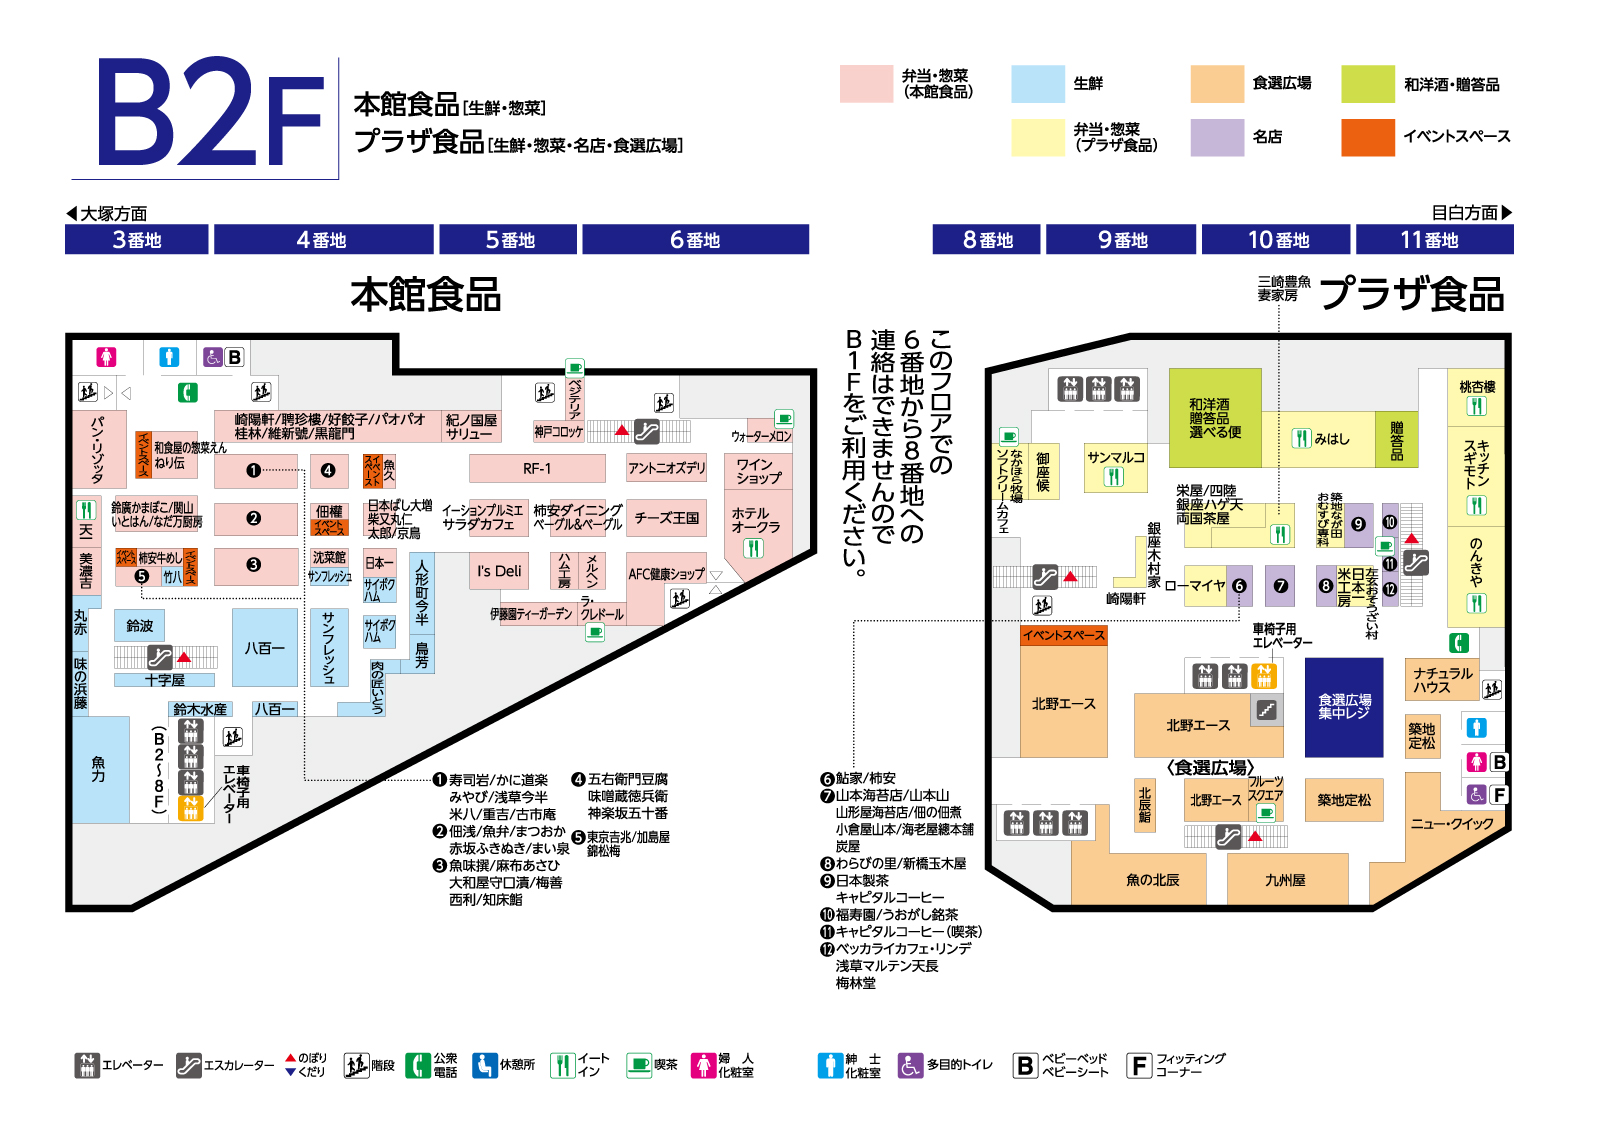 B2F
本館食品[生鮮・惣菜]
プラザ食品[生鮮・惣菜・名店・食選広場]
弁当・惣菜
(本館食品)
生鮮
食選広場
和洋酒・贈答品
弁当・惣菜
(プラザ食品)
名店
イベントスペース
大塚方面
目白方面
3番地
4番地
5番地
6番地
8番地
9番地
10番地
11番地
本館食品
三崎豊魚
妻家房
プラザ食品
このフロアでの
6番地から8番地への
連絡はできませんので
B1Fをご利用ください。
B
パン・リゾッタ
イベントスペース
和食屋の惣菜えん
ねり伝
崎陽軒/聘珍樓/好餃子/パオパオ
桂林/維新號/黒龍門
紀ノ国屋
サリュー
ベジテリア
神戸コロッケ
ウォーターメロン
❶
❹
イベントスペース
魚久
RF-1
アントニオズデリ
ワイン
ショップ
天一
鈴廣かまぼこ/関山
いとはん/なだ万厨房
❷
佃權
イベントスペース
日本ばし大増
柴又丸仁
太郎/京鳥
イーションプルミエ
サラダカフェ
柿安ダイニング
ベーグル&ベーグル
チーズ王国
ホテル
オークラ
美濃吉
イベントスペース
柿安牛めし
イベントスペース
❺
竹八
❸
沈菜館
サンフレッシュ
日本一
サイボク
ハム
人形町今半
I's Deli
ハム工房
メルヘン
AFC健康ショップ
伊藤園ティーガーデン
ラ・クレドール
丸赤
鈴波
八百一
サンフレッシュ
サイボク
ハム
鳥芳
味の浜藤
十字屋
肉の匠いとう
鈴木水産
八百一
魚力
(B2〜8F)
車椅子用
エレベーター
❶寿司岩/かに道楽
みやび/浅草今半
米八/重吉/古市庵
❷佃浅/魚弁/まつおか
赤坂ふきぬき/まい泉
❸魚味撰/麻布あさひ
大和屋守口漬/梅善
西利/知床鮨
❹五右衛門豆腐
味噌蔵徳兵衛
神楽坂五十番
❺東京吉兆/加島屋
錦松梅
❻鮎家/柿安
❼山本海苔店/山本山
山形屋海苔店/佃の佃煮
小倉屋山本/海老屋總本舗
炭屋
❽わらびの里/新橋玉木屋
❾日本製茶
キャピタルコーヒー
❿福寿園/うおがし銘茶
⓫キャピタルコーヒー(喫茶)
⓬ベッカライカフェ・リンデ
浅草マルテン天長
梅林堂
和洋酒
贈答品
選べる便
みはし
贈答品
桃杏樓
キッチン
スギモト
のんきや
なかほら牧場
ソフトクリームカフェ
御座候
サンマルコ
栄屋/四陸
銀座ハゲ天
両国茶屋
築地なが田
おむすび専科
❾
❿
⓫
⓬
銀座木村家
崎陽軒
ローマイヤ
❻
❼
❽
日本一
米工房
左玄おそうざい村
イベントスペース
車椅子用
エレベーター
北野エース
北野エース
食選広場
集中レジ
ナチュラル
ハウス
築地
定松
〈食選広場〉
北辰鮨
北野エース
フルーツ
スクエア
築地定松
ニュー・クイック
B
F
魚の北辰
九州屋
エレベーター
エスカレーター
のぼり
くだり
階段
公衆
電話
休憩所
イート
イン
喫茶
婦人
化粧室
紳士
化粧室
多目的トイレ
B
ベビーベッド
ベビーシート
F
フィッティング
コーナー